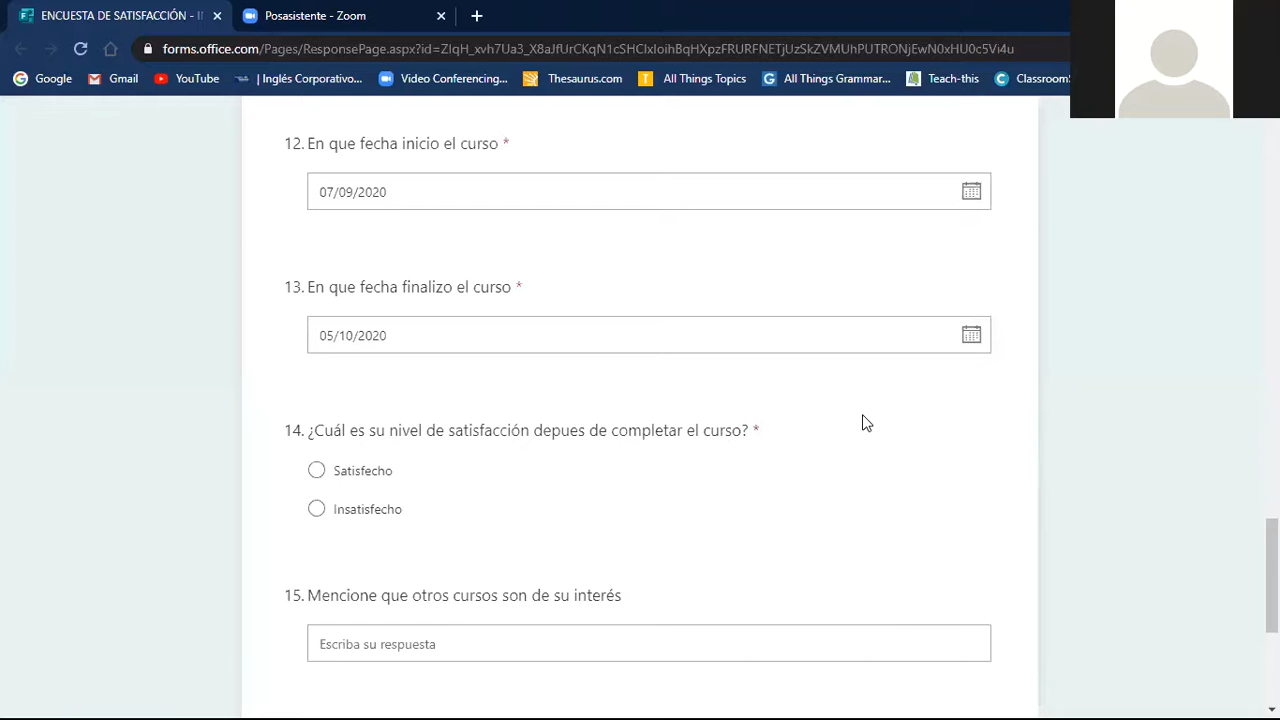 ENCUESTA DE SATISFACCIÓN - I
Posasistente - Zoom
forms.office.com/Pages/ResponsePage.aspx?id=
Google
Gmail
YouTube
| Inglés Corporativo...
Video Conferencing...
Thesaurus.com
All Things Topics
All Things Grammar...
Teach-this
ClassroomS
12. En que fecha inicio el curso *
07/09/2020
13. En que fecha finalizo el curso *
05/10/2020
14. ¿Cuál es su nivel de satisfacción depues de completar el curso? *
Satisfecho
Insatisfecho
15. Mencione que otros cursos son de su interés
Escriba su respuesta